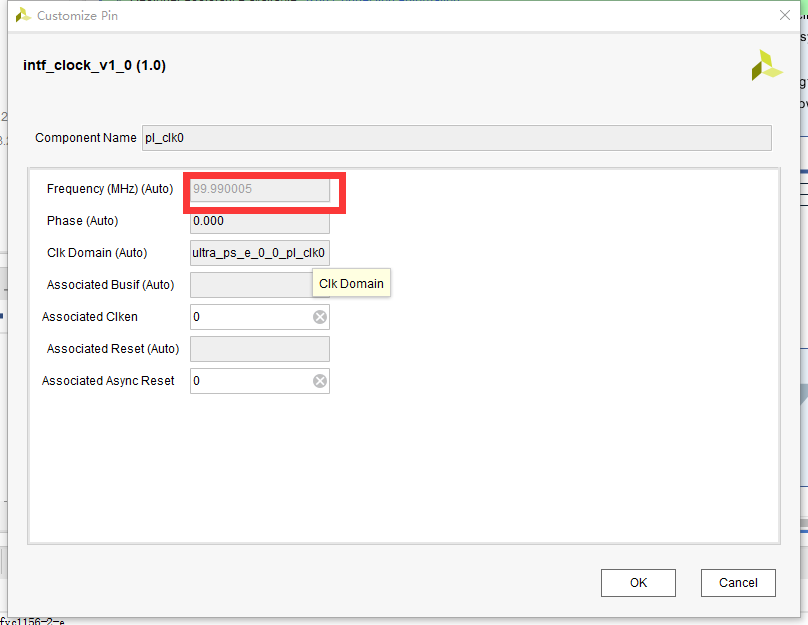 Customize Pin
intf_clock_v1_0 (1.0)
Component Name pl_clk0
Frequency (MHz) (Auto) 99.990005
Phase (Auto) 0.000
Clk Domain (Auto) ultra_ps_e_0_0_pl_clk0
Associated Busif (Auto)
Clk Domain
Associated Clken 0
Associated Reset (Auto)
Associated Async Reset 0
OK Cancel